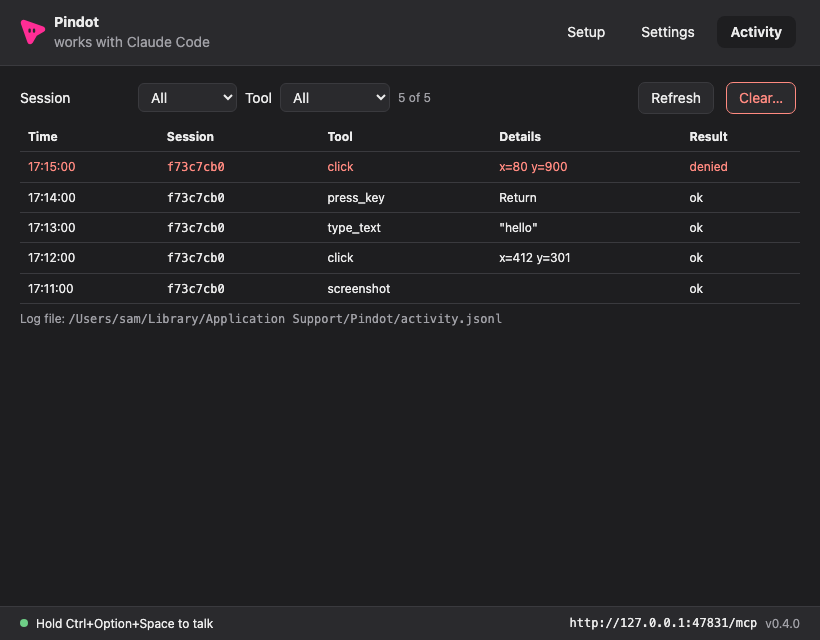 Pindot
works with Claude Code
Setup Settings Activity
Session All Tool All 5 of 5 Refresh Clear...
Time Session Tool Details Result
17:15:00 f73c7cb0 click x=80 y=900 denied
17:14:00 f73c7cb0 press_key Return ok
17:13:00 f73c7cb0 type_text "hello" ok
17:12:00 f73c7cb0 click x=412 y=301 ok
17:11:00 f73c7cb0 screenshot ok
Log file: /Users/sam/Library/Application Support/Pindot/activity.jsonl
Hold Ctrl+Option+Space to talk http://127.0.0.1:47831/mcp v0.4.0